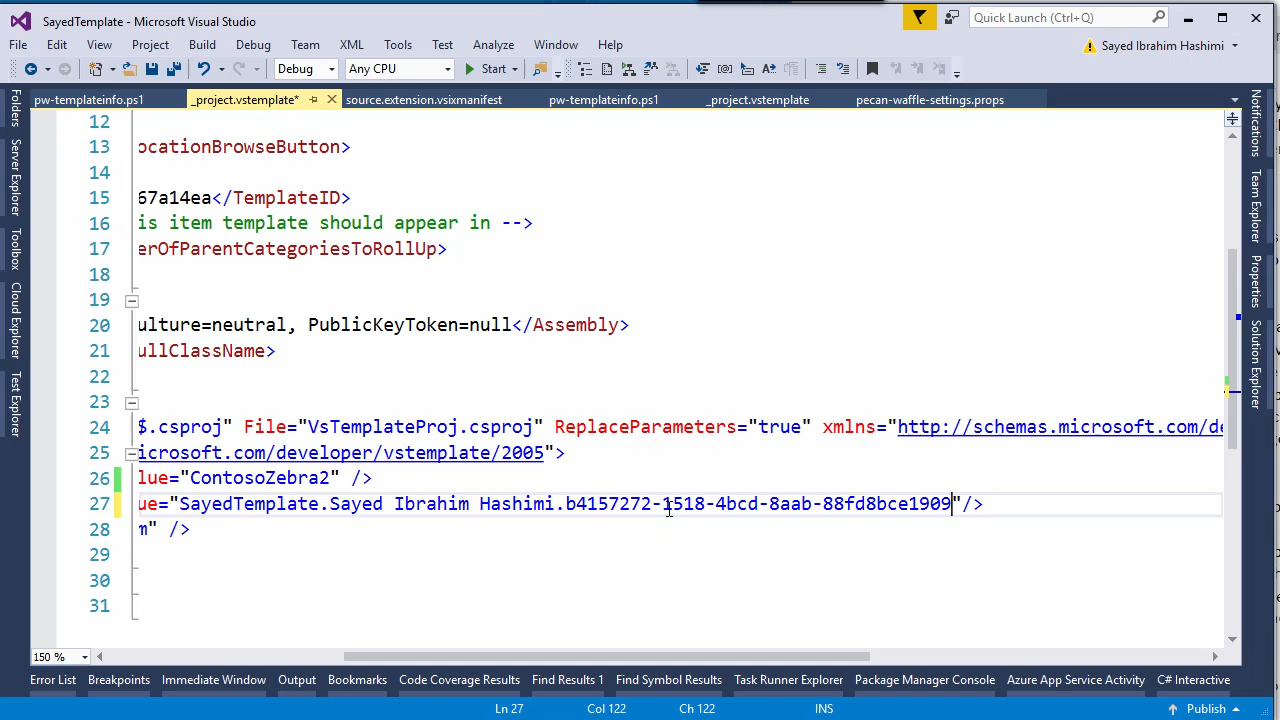 SayedTemplate - Microsoft Visual Studio
Quick Launch (Ctrl+Q)
File Edit View Project Build Debug Team XML Tools Test Analyze Window Help
Sayed Ibrahim Hashimi
Debug Any CPU Start
pw-templateinfo.ps1 _project.vstemplate* source.extension.vsixmanifest pw-templateinfo.ps1 _project.vstemplate pecan-waffle-settings.props
Folders
Server Explorer
Toolbox
Cloud Explorer
Test Explorer
12
13 ocationBrowseButton>
14
15 67a14ea</TemplateID>
16 is item template should appear in -->
17 erOfParentCategoriesToRollUp>
18
19
20 ulture=neutral, PublicKeyToken=null</Assembly>
21 ullClassName>
22
23
24 $.csproj" File="VsTemplateProj.csproj" ReplaceParameters="true" xmlns="http://schemas.microsoft.com/de
25 icrosoft.com/developer/vstemplate/2005">
26 lue="ContosoZebra2" />
27 ue="SayedTemplate.Sayed Ibrahim Hashimi.b4157272-1518-4bcd-8aab-88fd8bce1909"/>
28 m" />
29
30
31
Notifications
Team Explorer
Properties
Solution Explorer
150 %
Error List Breakpoints Immediate Window Output Bookmarks Code Coverage Results Find Results 1 Find Symbol Results Task Runner Explorer Package Manager Console Azure App Service Activity C# Interactive
Ln 27 Col 122 Ch 122 INS Publish